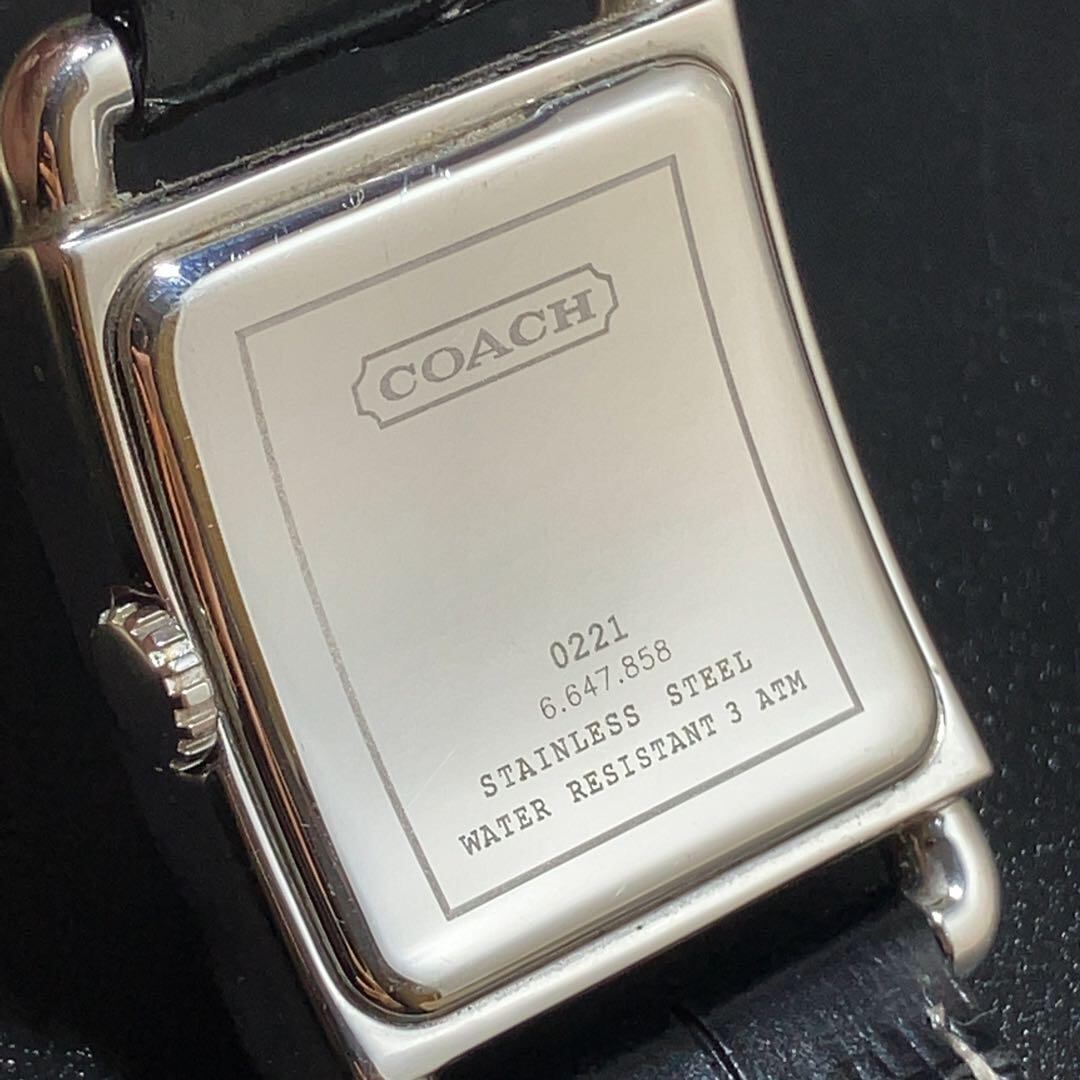 COACH
0221
6.647.858
STAINLESS STEEL
WATER RESISTANT 3 ATM